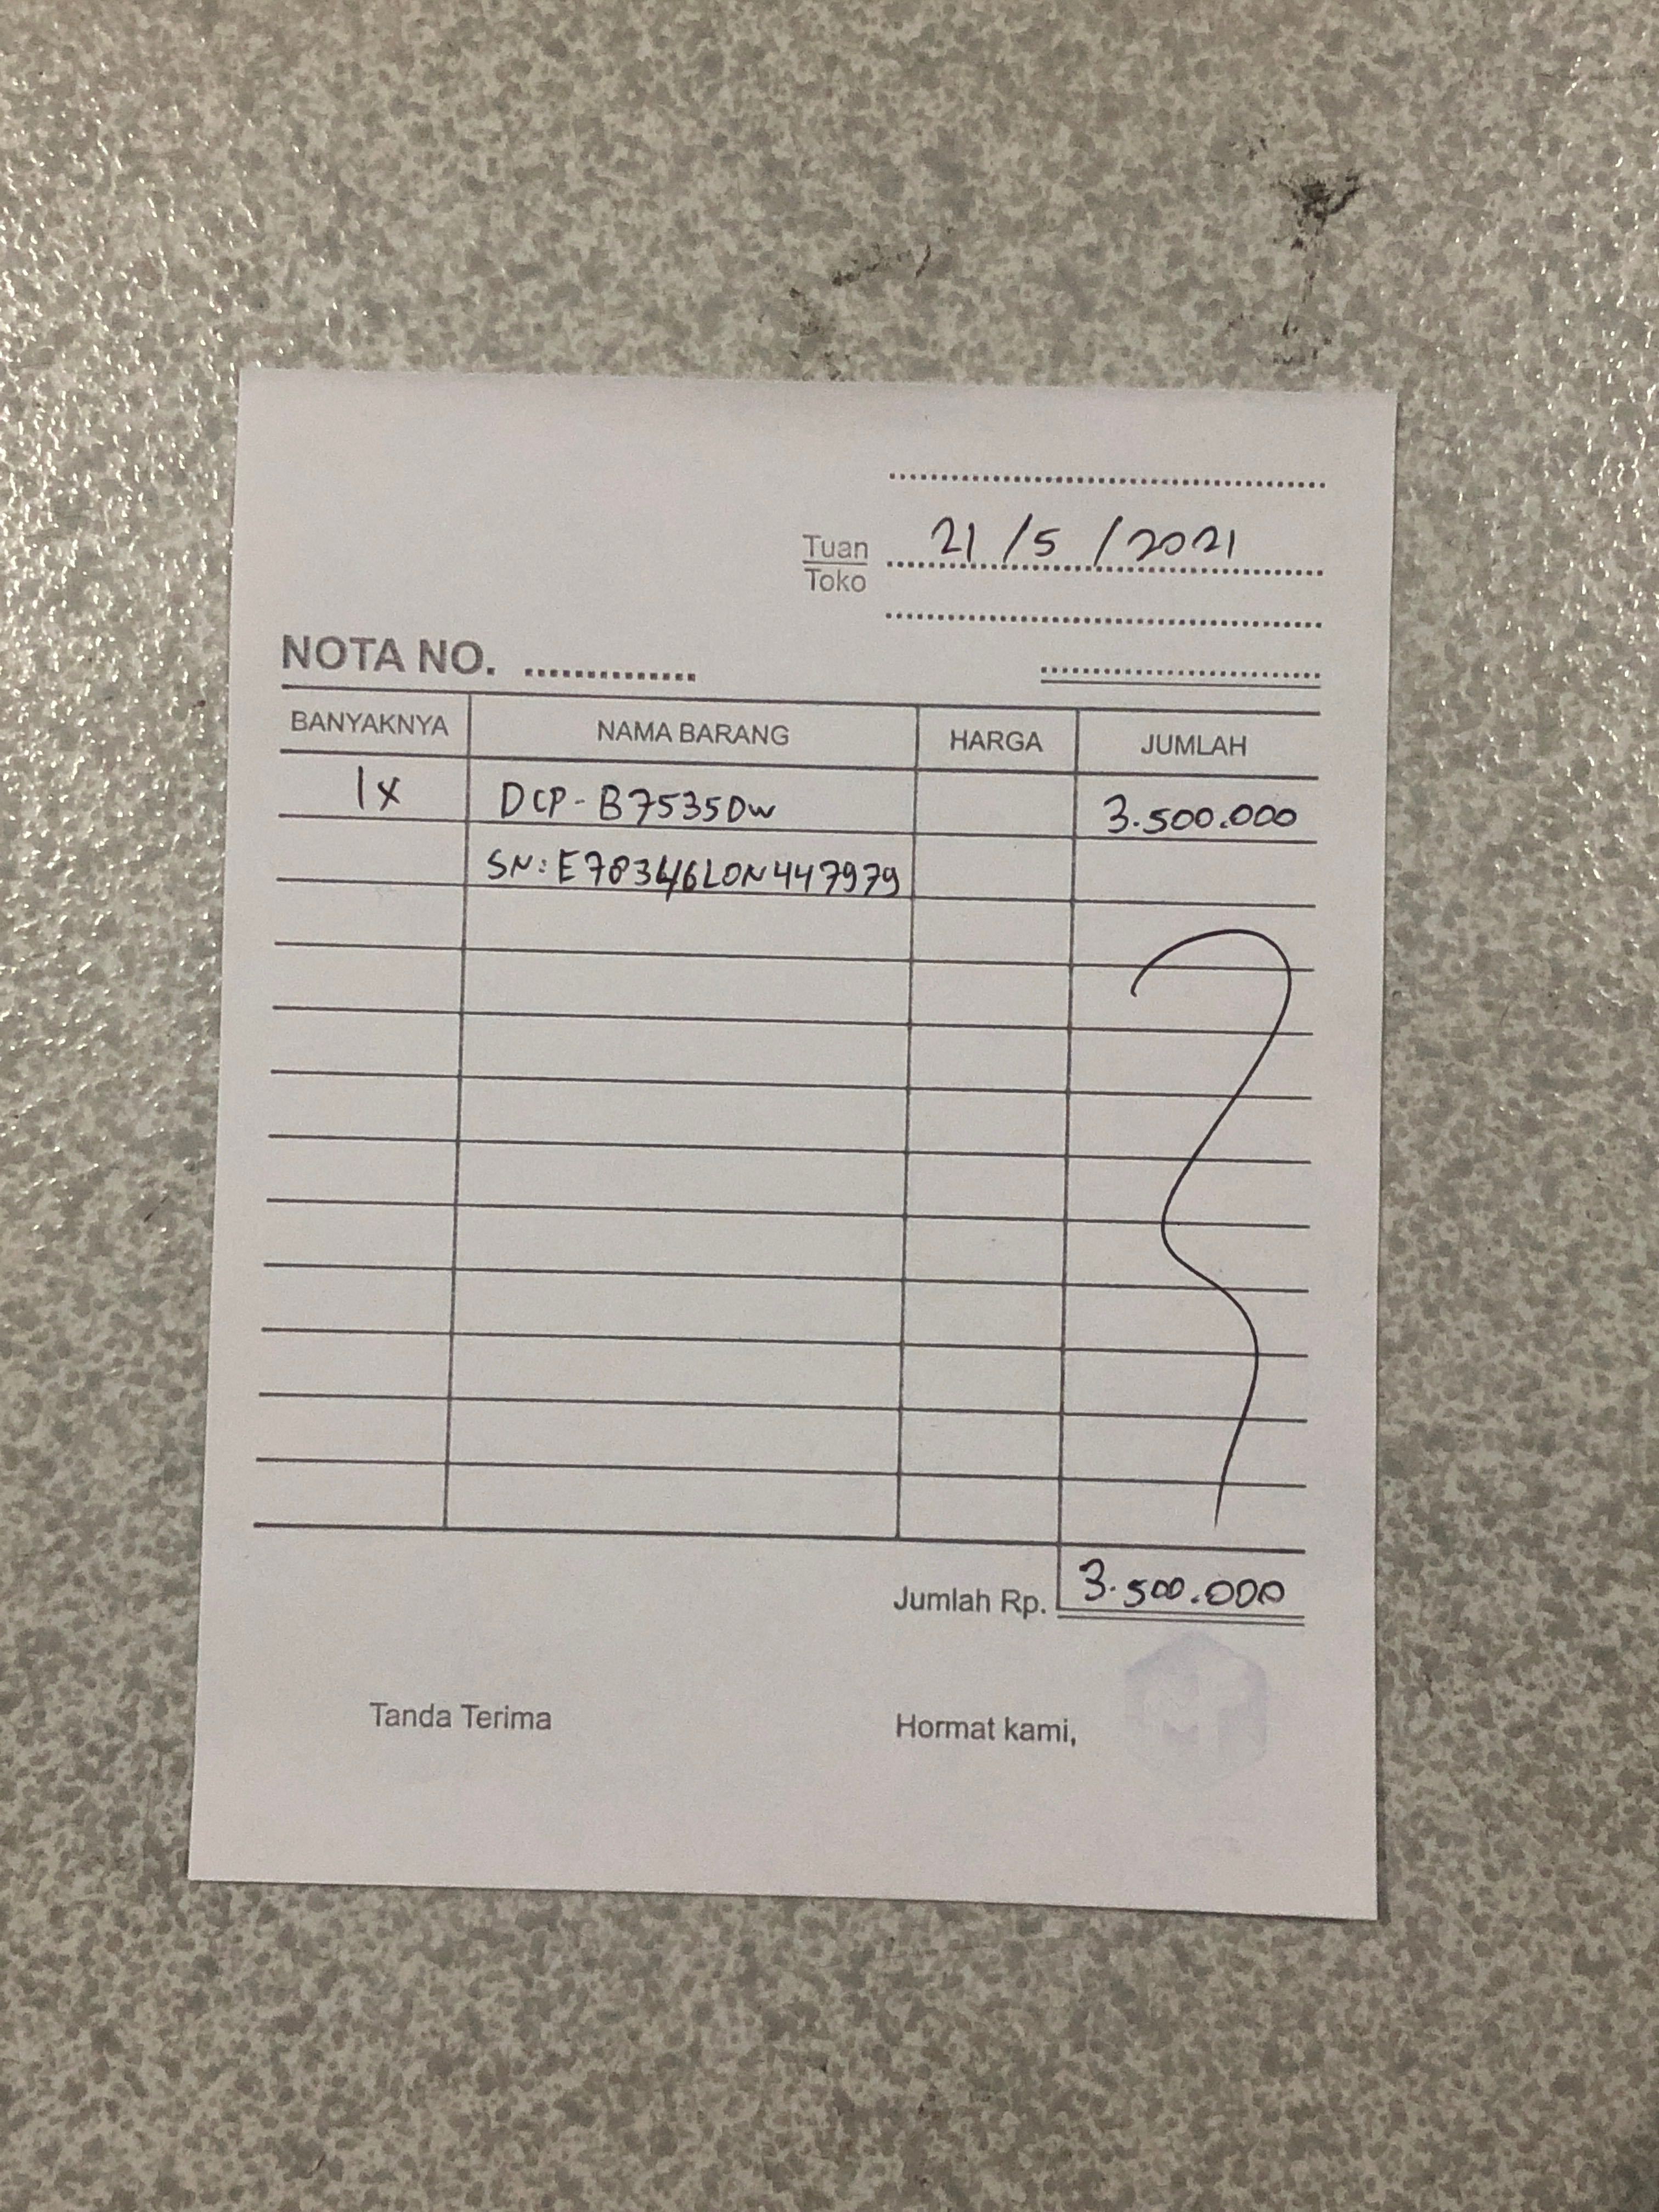 Tuan
Toko
21/5/2021
NOTA NO.
BANYAKNYA NAMA BARANG HARGA JUMLAH
1x DCP-B7535DW 3.500.000
SN: E78346L0N447979
Jumlah Rp. 3.500.000
Tanda Terima Hormat kami,